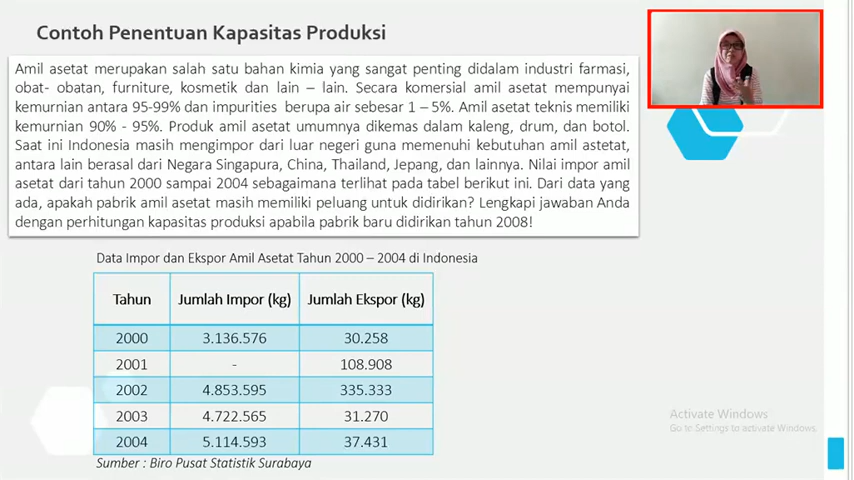 Contoh Penentuan Kapasitas Produksi
Amil asetat merupakan salah satu bahan kimia yang sangat penting didalam industri farmasi,
obat- obatan, furniture, kosmetik dan lain – lain. Secara komersial amil asetat mempunyai
kemurnian antara 95-99% dan impurities berupa air sebesar 1 – 5%. Amil asetat teknis memiliki
kemurnian 90% - 95%. Produk amil asetat umumnya dikemas dalam kaleng, drum, dan botol.
Saat ini Indonesia masih mengimpor dari luar negeri guna memenuhi kebutuhan amil astetat,
antara lain berasal dari Negara Singapura, China, Thailand, Jepang, dan lainnya. Nilai impor amil
asetat dari tahun 2000 sampai 2004 sebagaimana terlihat pada tabel berikut ini. Dari data yang
ada, apakah pabrik amil asetat masih memiliki peluang untuk didirikan? Lengkapi jawaban Anda
dengan perhitungan kapasitas produksi apabila pabrik baru didirikan tahun 2008!
Data Impor dan Ekspor Amil Asetat Tahun 2000 – 2004 di Indonesia
Tahun Jumlah Impor (kg) Jumlah Ekspor (kg)
2000 3.136.576 30.258
2001 - 108.908
2002 4.853.595 335.333
2003 4.722.565 31.270
2004 5.114.593 37.431
Sumber : Biro Pusat Statistik Surabaya
Activate Windows
Go to Settings to activate Windows.